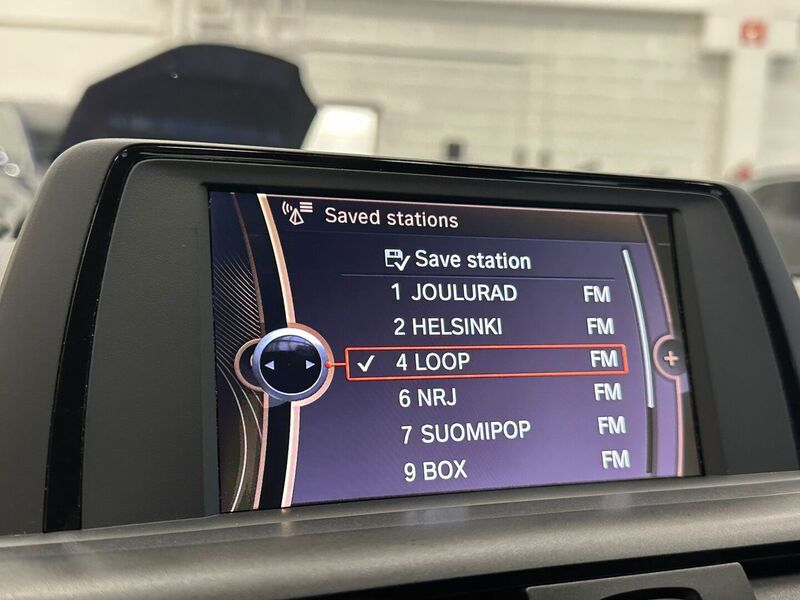 Saved stations
Save station
1 JOULURAD FM
2 HELSINKI FM
4 LOOP FM
6 NRJ FM
7 SUOMIPOP FM
9 BOX FM